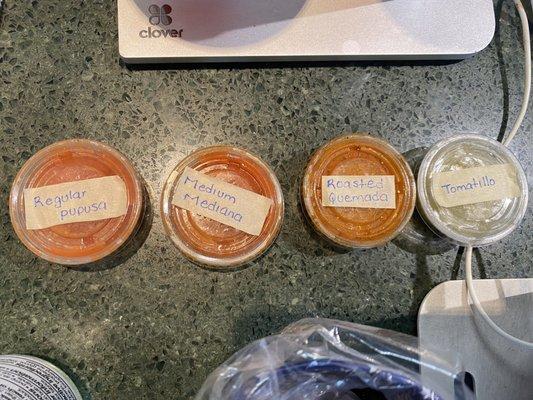 clover
Regular
PUPUSA
Medium
Mediana
Roasted
Quemada
Tomatillo